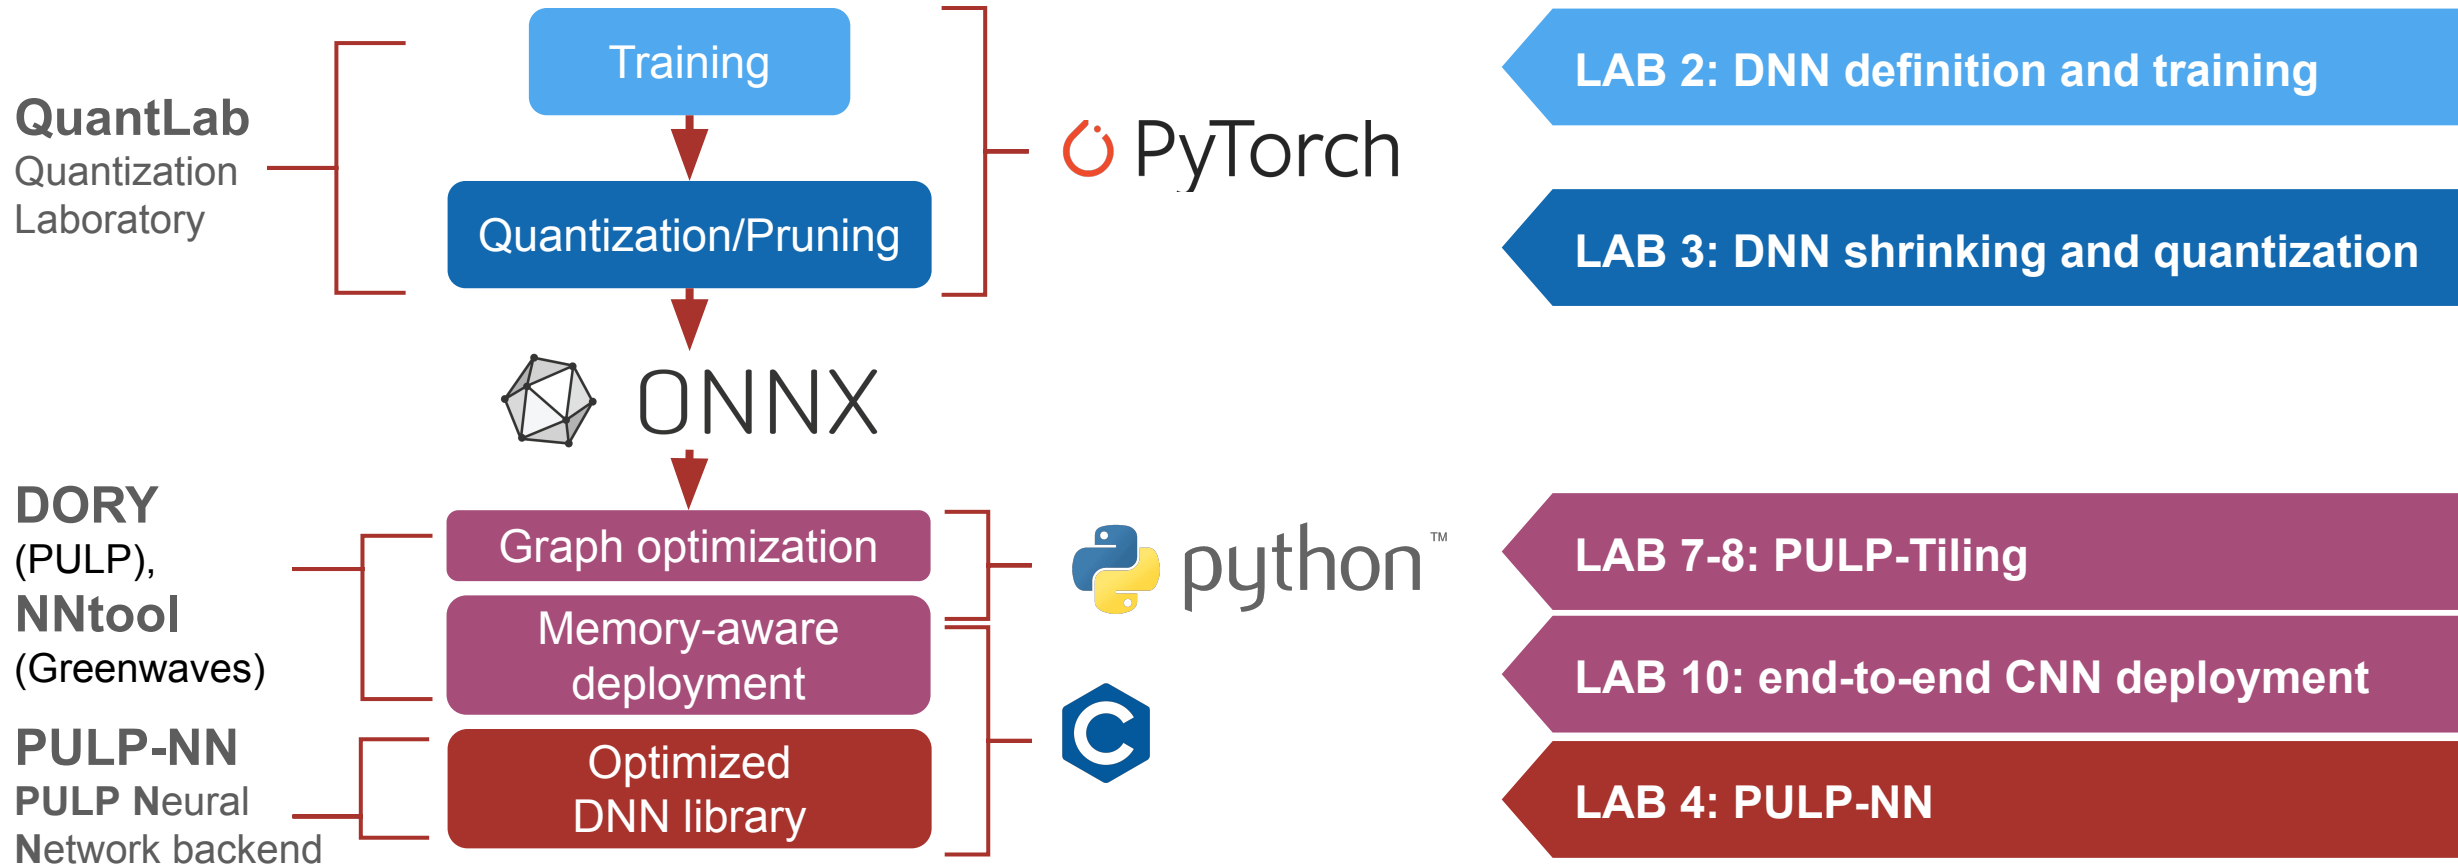 QuantLab
Quantization
Laboratory
Training
Quantization/Pruning
PyTorch
LAB 2: DNN definition and training
LAB 3: DNN shrinking and quantization
ONNX
DORY
(PULP),
NNtool
(Greenwaves)
Graph optimization
Memory-aware
deployment
python™
C
LAB 7-8: PULP-Tiling
LAB 10: end-to-end CNN deployment
PULP-NN
PULP Neural
Network backend
Optimized
DNN library
LAB 4: PULP-NN